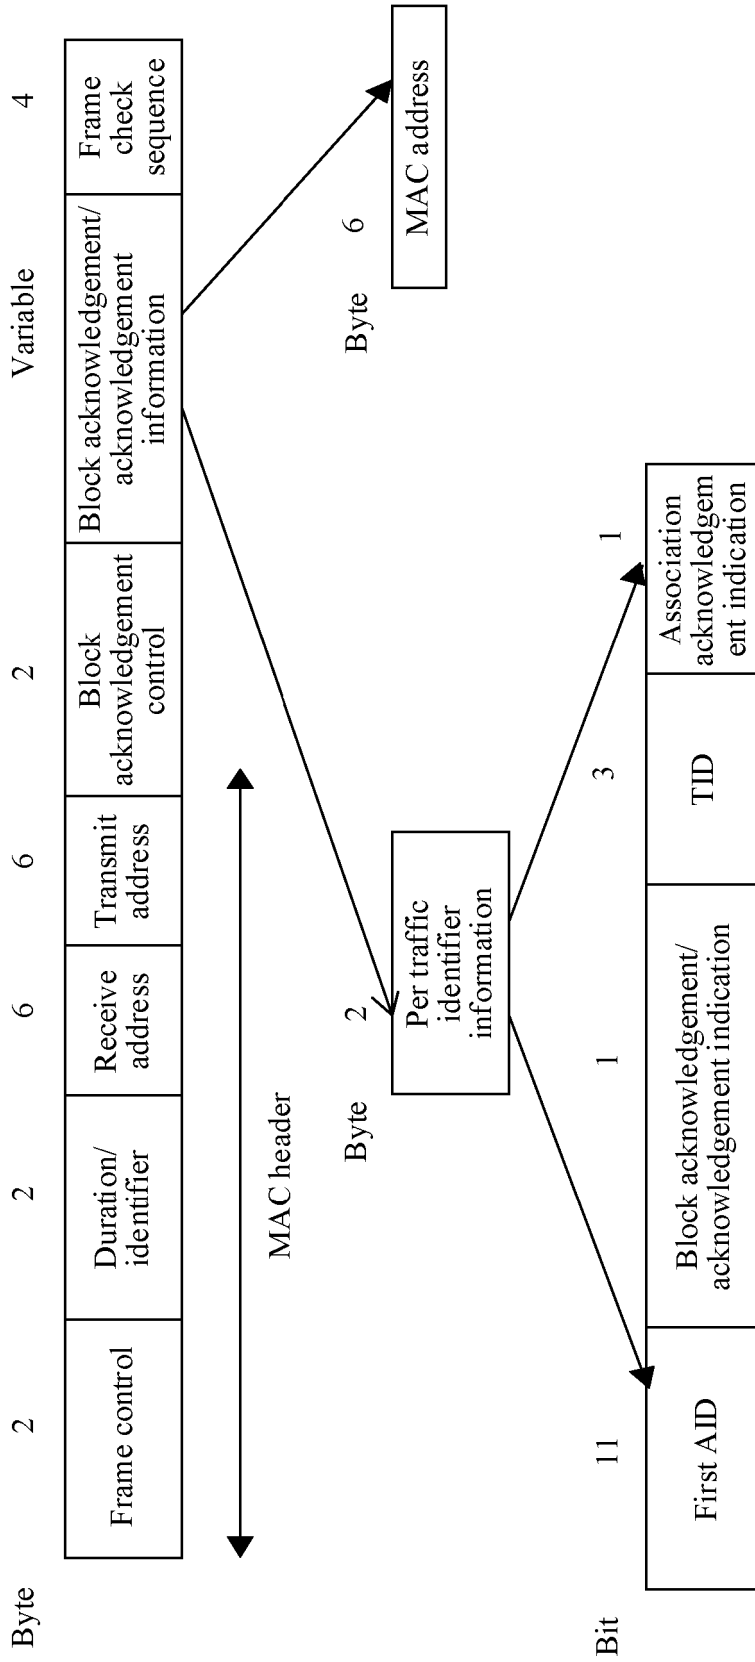 Byte
2
2
6
6
2
Variable
4
Frame control
Duration/
identifier
Receive
address
Transmit
address
Block
acknowledgement
control
Block acknowledgement/
acknowledgement
information
Frame
check
sequence
MAC header
Byte
2
Per traffic
identifier
information
Byte
6
MAC address
Bit
11
1
3
1
First AID
Block acknowledgement/
acknowledgement indication
TID
Association
acknowledgem
ent indication